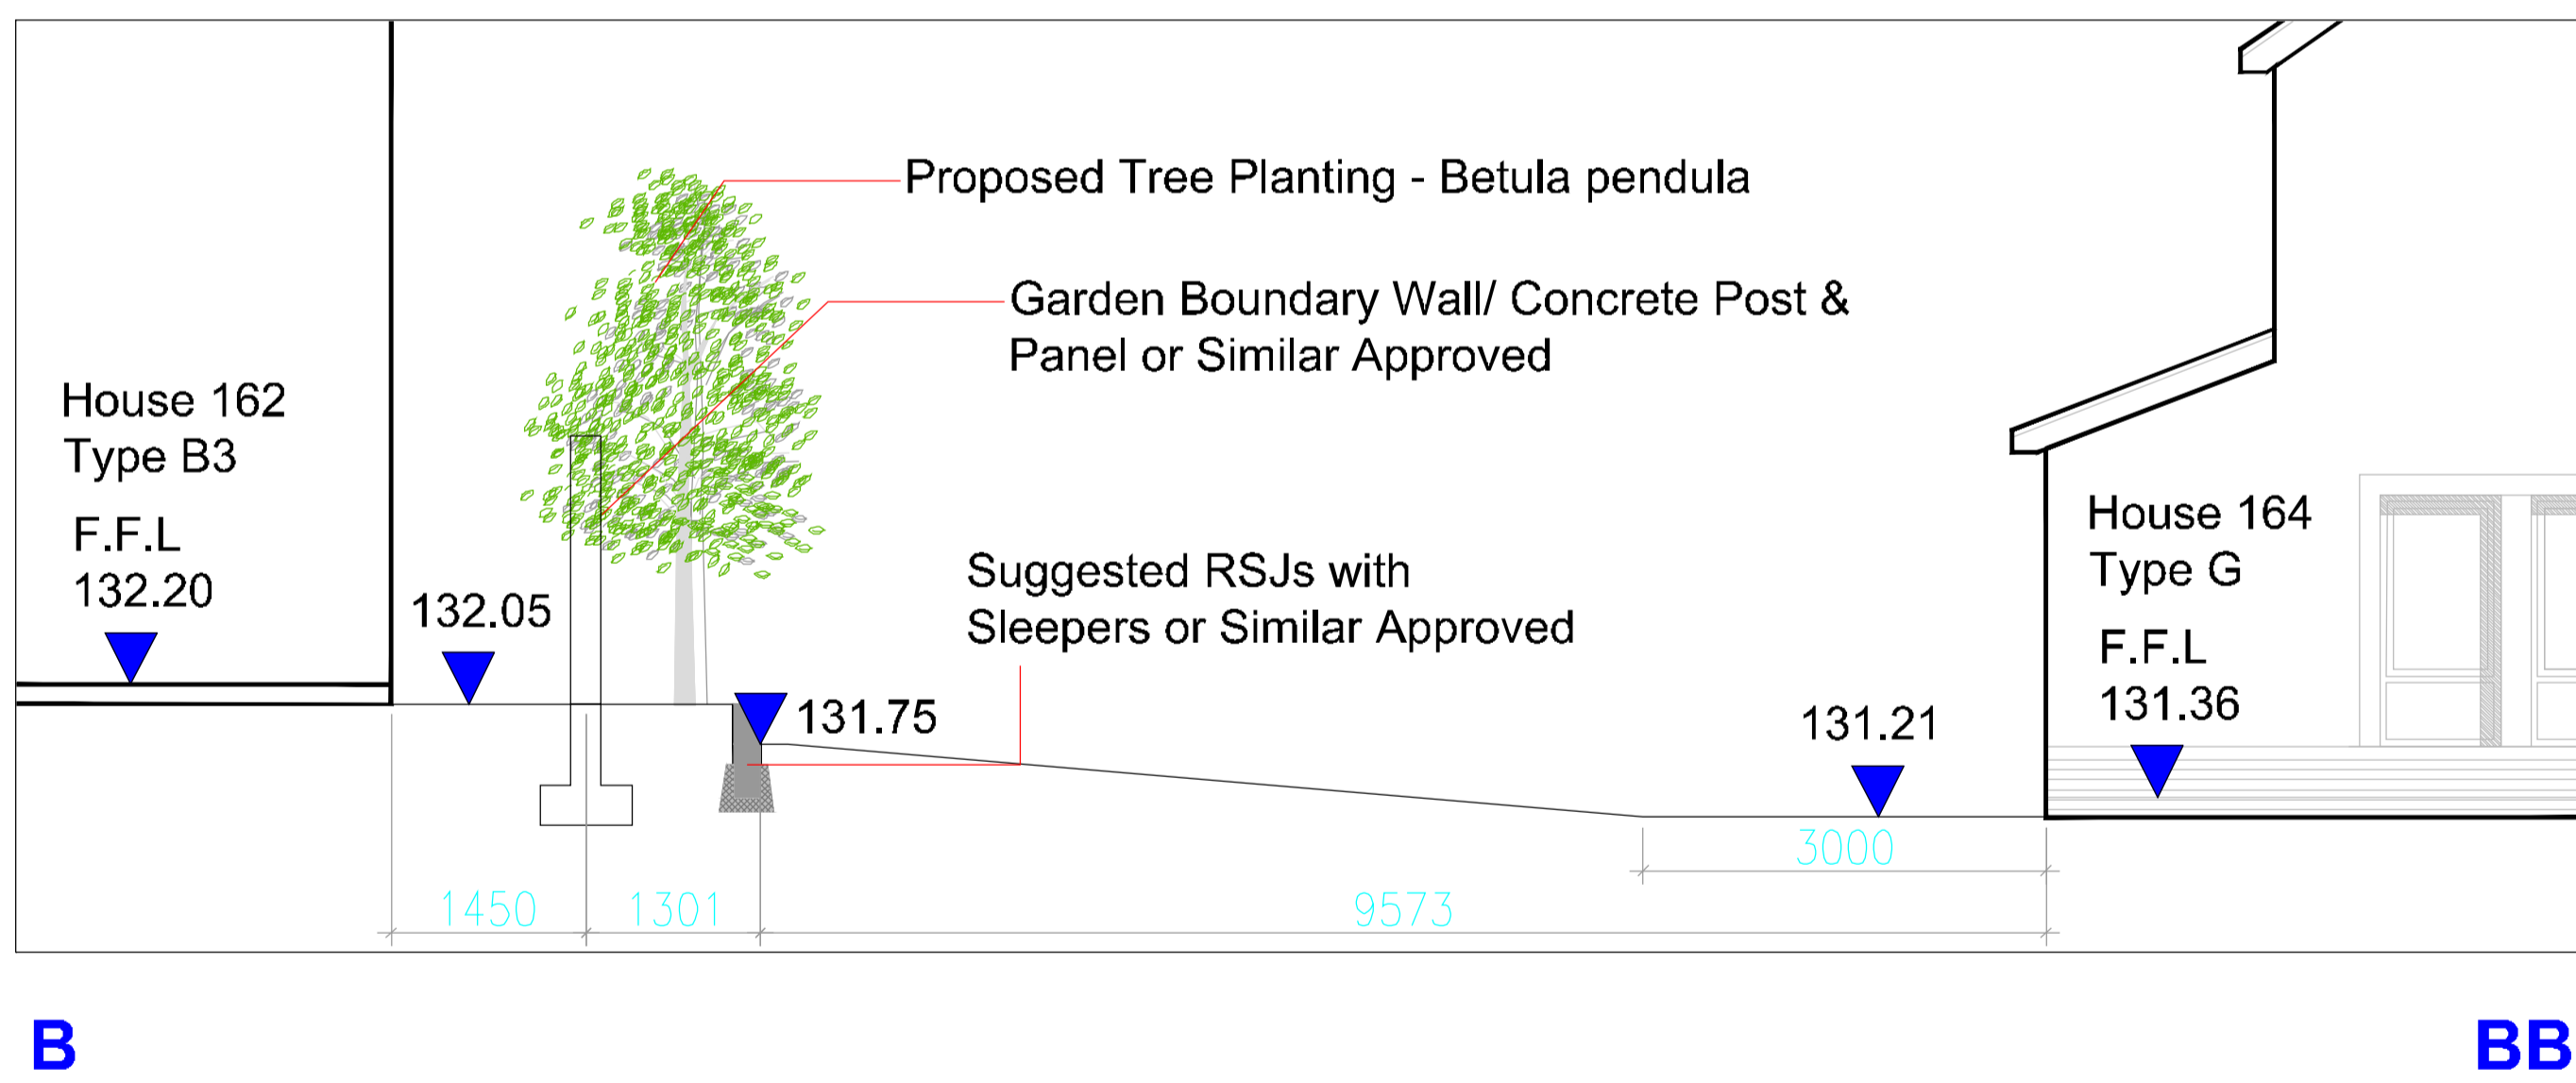 Proposed Tree Planting - Betula pendula
Garden Boundary Wall/ Concrete Post &
Panel or Similar Approved
House 162
Type B3
F.F.L
132.20
132.05
Suggested RSJs with
Sleepers or Similar Approved
131.75
131.21
House 164
Type G
F.F.L
131.36
3000
1450
1301
9573
B
BB